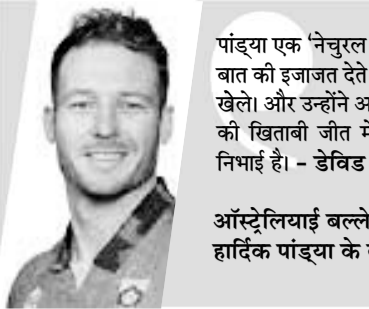 पांड्या एक 'नेचुरल
बात की इजाजत देते
खेले। और उन्होंने अ
की खिताबी जीत में
निभाई है। – डेविड
ऑस्ट्रेलियाई बल्ले
हार्दिक पांड्या के